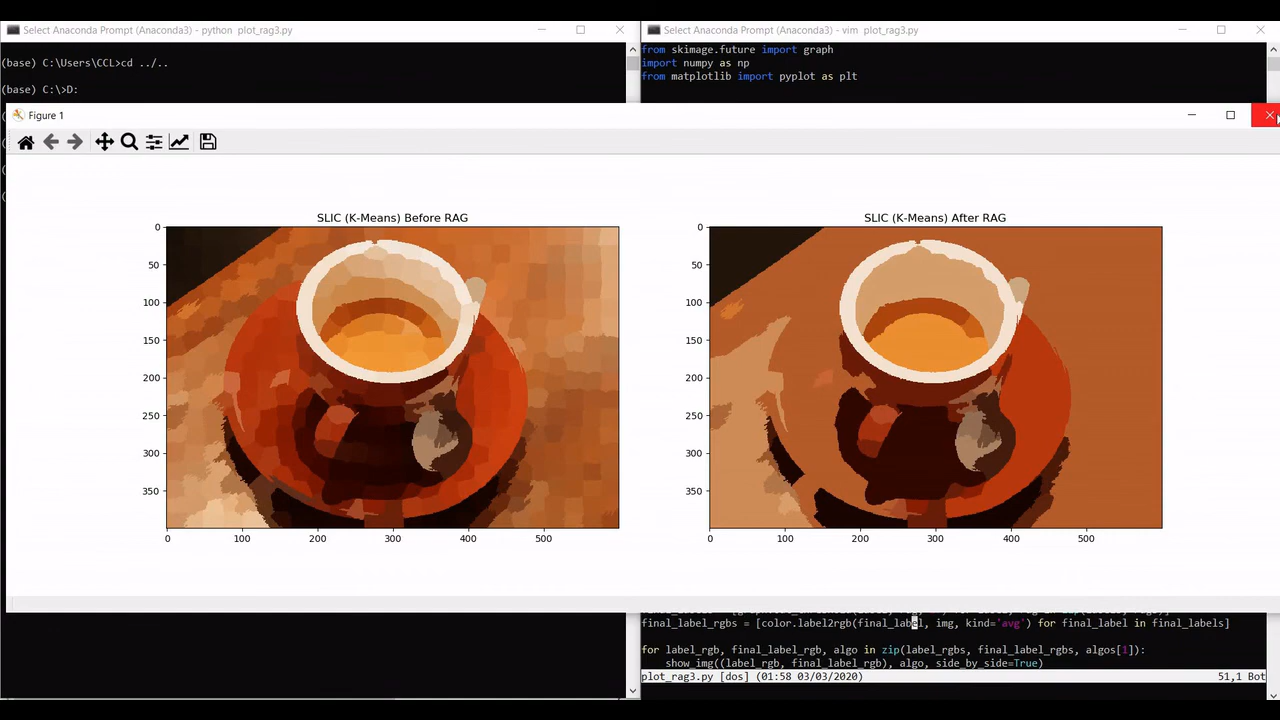 Select Anaconda Prompt (Anaconda3) - python plot_rag3.py
(base) C:\Users\CCL>cd ../..
(base) C:\>D:
Select Anaconda Prompt (Anaconda3) - vim plot_rag3.py
from skimage.future import graph
import numpy as np
from matplotlib import pyplot as plt
Figure 1
SLIC (K-Means) Before RAG
0
50
100
150
200
250
300
350
0 100 200 300 400 500
SLIC (K-Means) After RAG
0
50
100
150
200
250
300
350
0 100 200 300 400 500
final_label_rgbs = [color.label2rgb(final_label, img, kind='avg') for final_label in final_labels]
for label_rgb, final_label_rgb, algo in zip(label_rgbs, final_label_rgbs, algos[1]):
show_img((label_rgb, final_label_rgb), algo, side_by_side=True)
plot_rag3.py [dos] (01:58 03/03/2020) 51,1 Bot